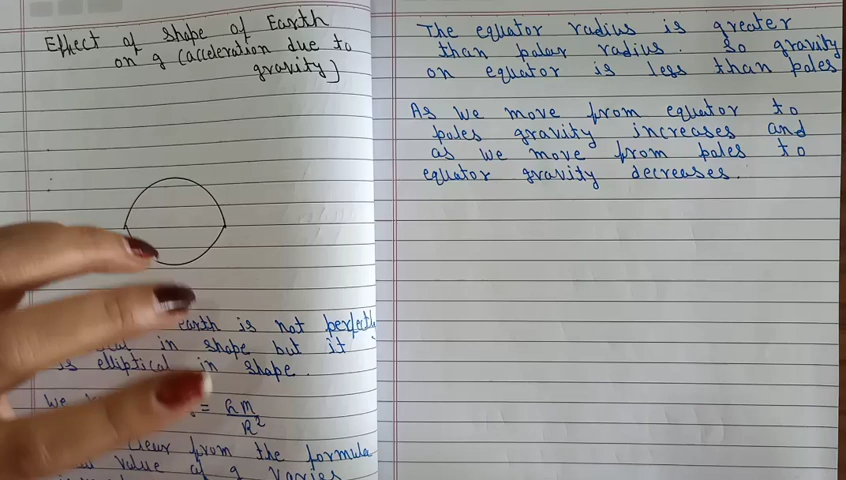 Effect of shape of Earth
on g (acceleration due to
gravity]
earth is not perfectly
in shape but it
is elliptical in shape.
We
= GM
R²
clear from the formula
value of g varies
The equator radius is greater
than polar radius. So gravity
on equator is less than poles
As we move from equator to
poles gravity increases and
as we move from poles to
equator gravity decreases.